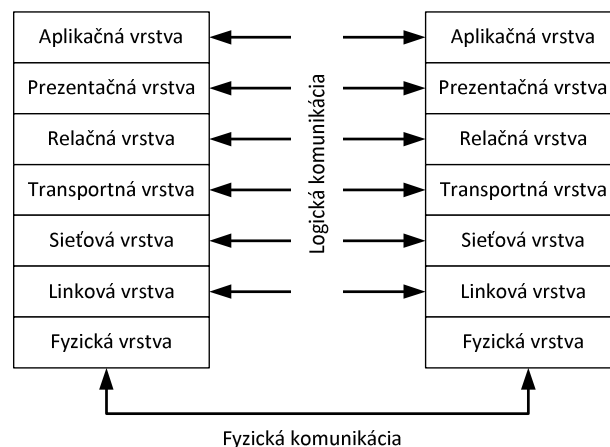 Aplikačná vrstva
Prezentačná vrstva
Relačná vrstva
Transportná vrstva
Sieťová vrstva
Linková vrstva
Fyzická vrstva
Logická komunikácia
Aplikačná vrstva
Prezentačná vrstva
Relačná vrstva
Transportná vrstva
Sieťová vrstva
Linková vrstva
Fyzická vrstva
Fyzická komunikácia